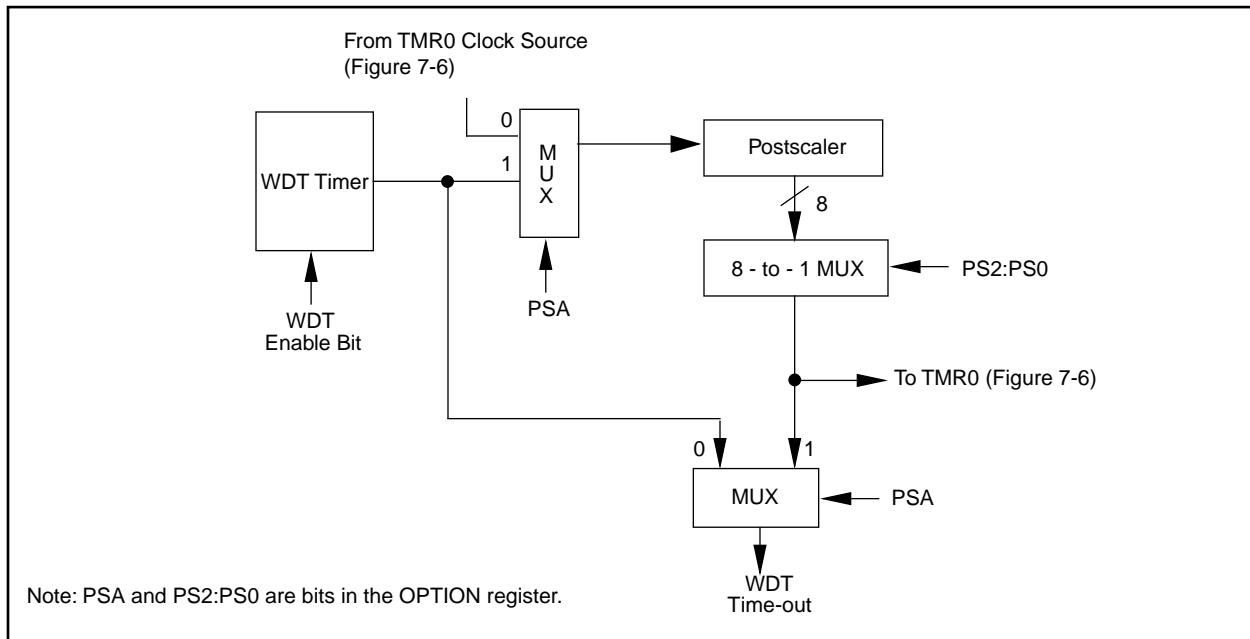 From TMR0 Clock Source
(Figure 7-6)
0
1
MUX
WDT Timer
Postscaler
8
8 - to - 1 MUX
PS2:PS0
PSA
WDT
Enable Bit
To TMR0 (Figure 7-6)
0
1
MUX
PSA
WDT
Time-out
Note: PSA and PS2:PS0 are bits in the OPTION register.